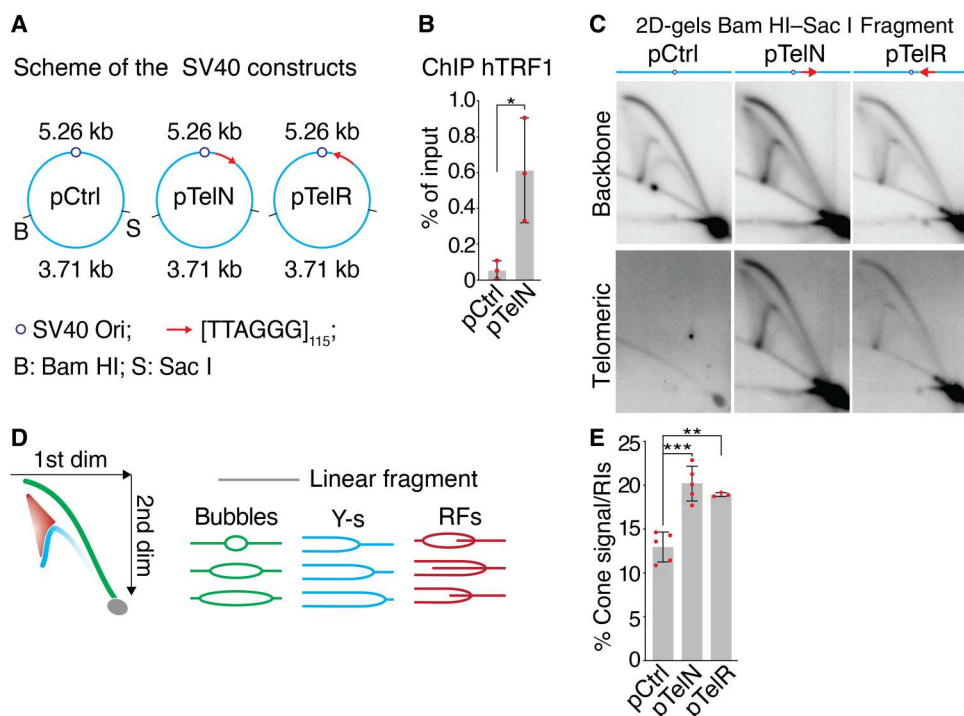 A
Scheme of the SV40 constructs
5.26 kb 5.26 kb 5.26 kb
pCtrl pTelN pTelR
B S
3.71 kb 3.71 kb 3.71 kb
SV40 Ori; [TTAGGG]115;
B: Bam HI; S: Sac I
B
ChIP hTRF1
% of input
1.0
0.8
0.6
0.4
0.2
0
*
pCtrl
pTelN
C
2D-gels Bam HI–Sac I Fragment
pCtrl pTelN pTelR
Backbone
Telomeric
D
1st dim
2nd dim
Linear fragment
Bubbles Y-s RFs
E
% Cone signal/RIs
25
20
15
10
5
0
**
***
pCtrl
pTelN
pTelR